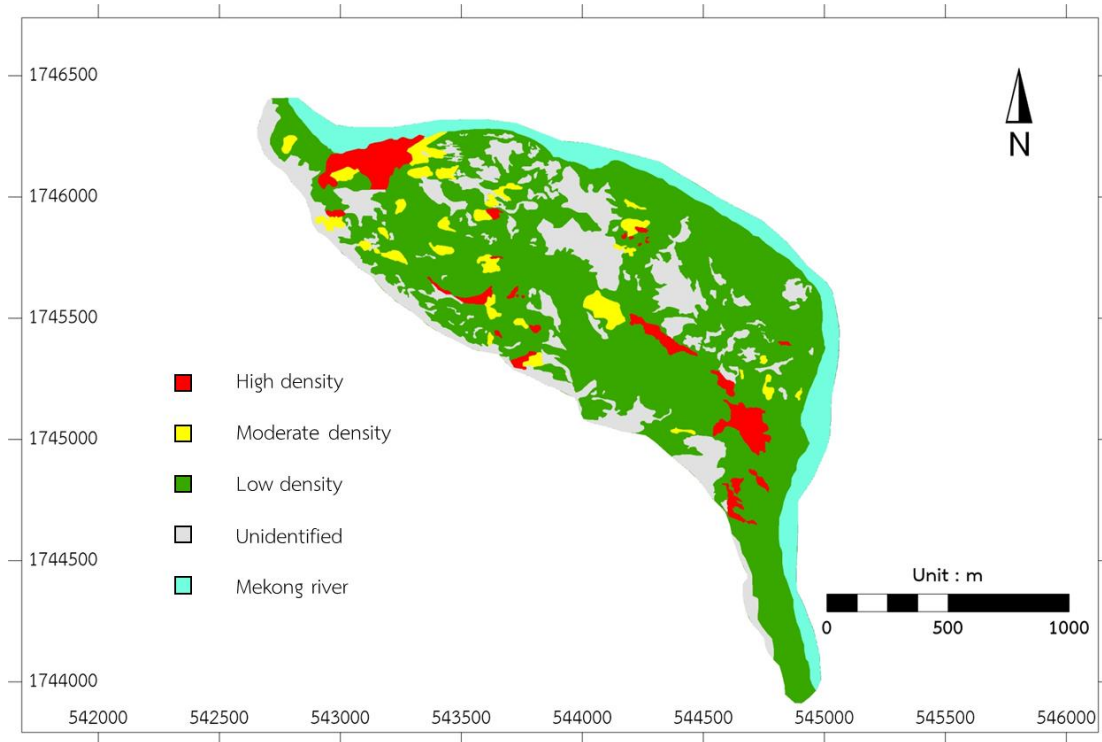 1746500
N
1746000
1745500
High density
Moderate density
1745000
Low density
Unidentified
1744500
Mekong river
Unit : m
0 500 1000
1744000
542000 542500 543000 543500 544000 544500 545000 545500 546000